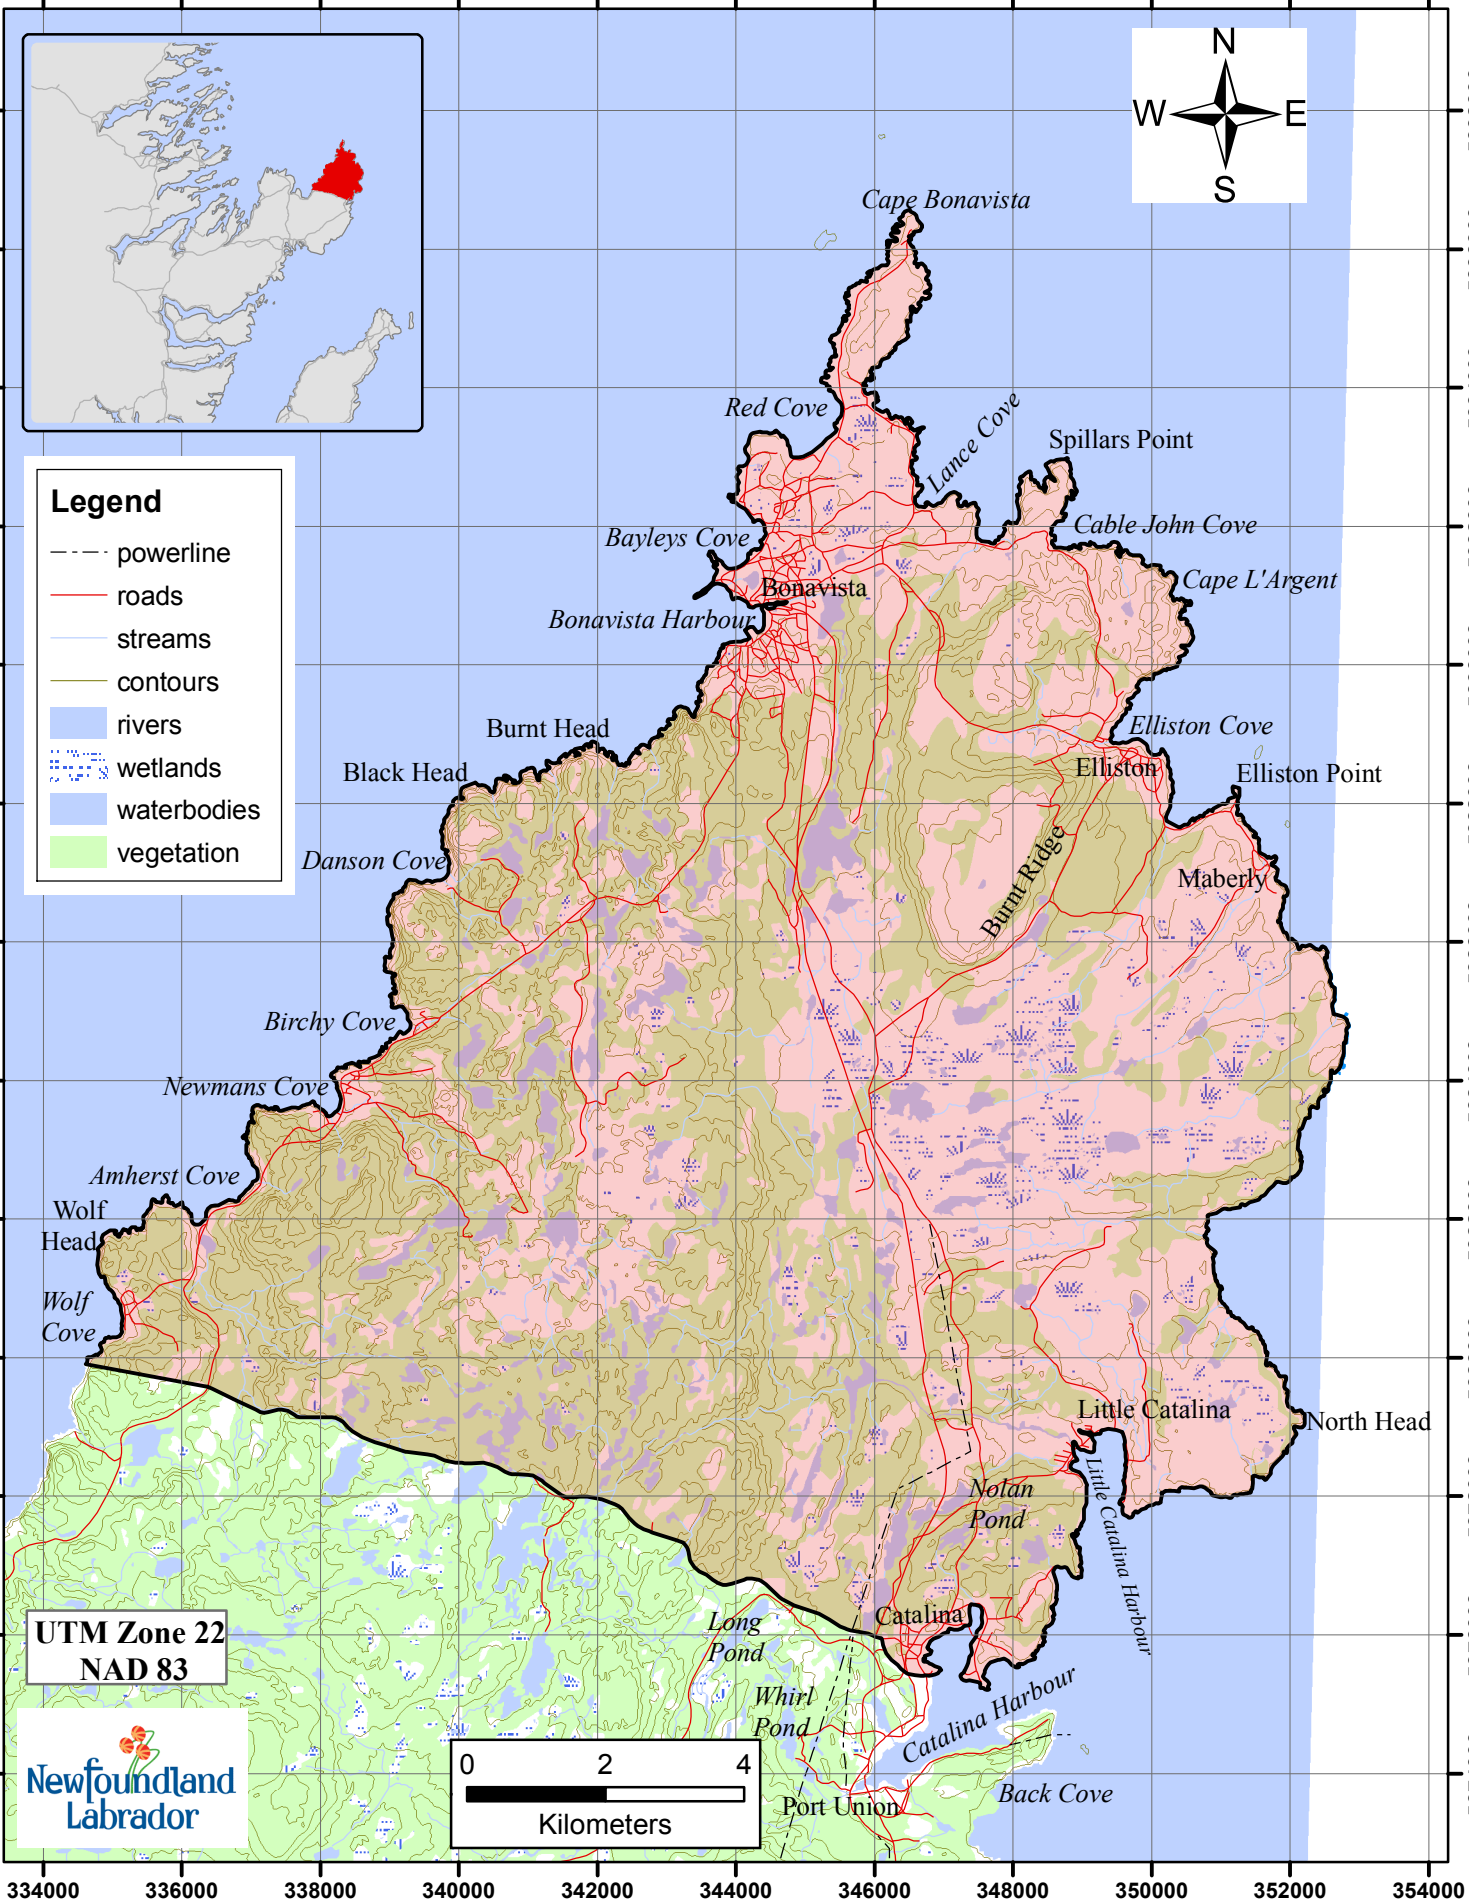 N
W E
S
Cape Bonavista
Red Cove
Lance Cove
Spillars Point
Legend
powerline
roads
streams
contours
rivers
wetlands
waterbodies
vegetation
Bayleys Cove
Cable John Cove
Cape L'Argent
Bonavista
Bonavista Harbour
Burnt Head
Elliston Cove
Black Head
Elliston
Elliston Point
Danson Cove
Burnt Ridge
Maberly
Birchy Cove
Newmans Cove
Amherst Cove
Wolf
Head
Wolf
Cove
Little Catalina
North Head
Nolan
Pond
Little Catalina Harbour
Catalina
UTM Zone 22
NAD 83
Long
Pond
Whirl
Pond
Catalina Harbour
Back Cove
Port Union
Newfoundland
Labrador
0 2 4
Kilometers
334000 336000 338000 340000 342000 344000 346000 348000 350000 352000 354000